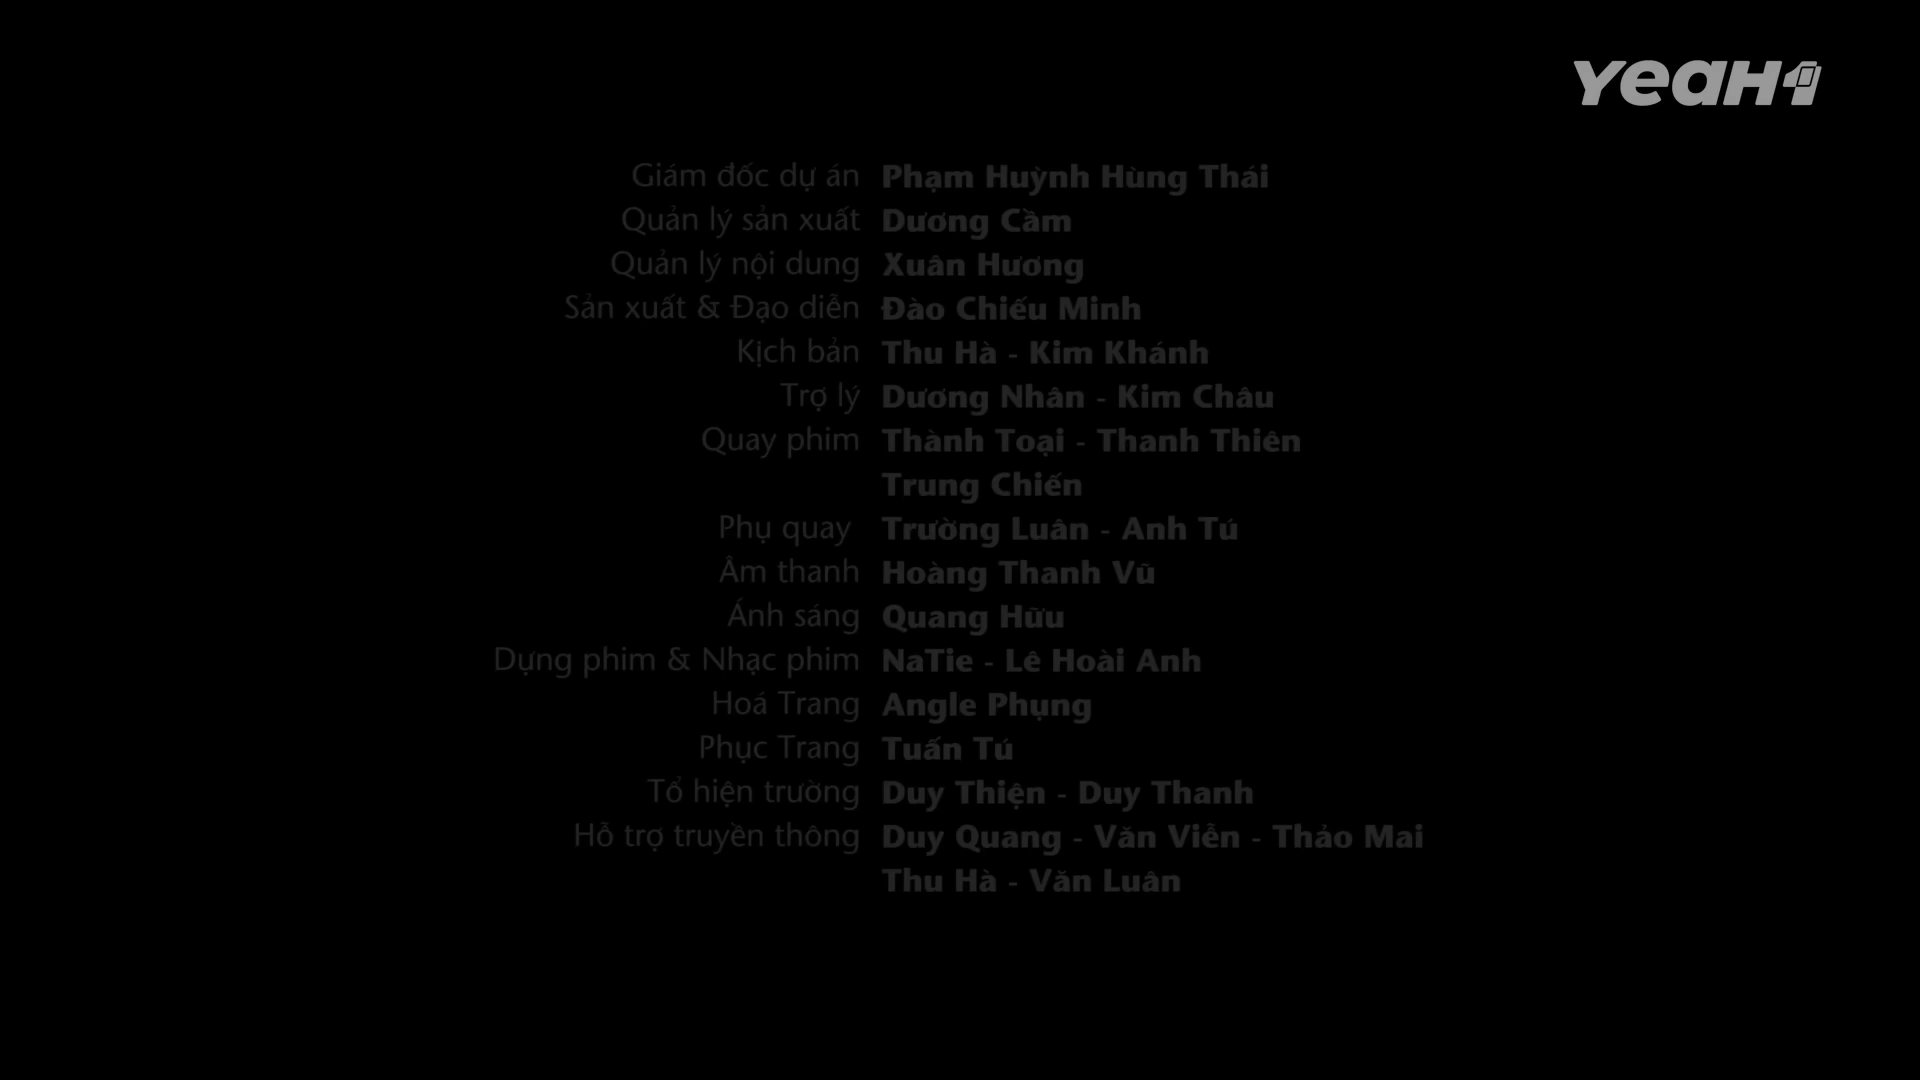 YEAH1
Giám đốc dự án Phạm Huỳnh Hùng Thái
Quản lý sản xuất Dương Cầm
Quản lý nội dung Xuân Hương
Sản xuất & Đạo diễn Đào Chiếu Minh
Kịch bản Thu Hà - Kim Khánh
Trợ lý Dương Nhân - Kim Châu
Quay phim Thành Toại - Thanh Thiên
Trung Chiến
Phụ quay Trường Luân - Anh Tú
Âm thanh Hoàng Thanh Vũ
Ánh sáng Quang Hữu
Dựng phim & Nhạc phim NaTie - Lê Hoài Anh
Hoá Trang Angle Phụng
Phục Trang Tuấn Tú
Tổ hiện trường Duy Thiện - Duy Thanh
Hỗ trợ truyền thông Duy Quang - Văn Viễn - Thảo Mai
Thu Hà - Văn Luân